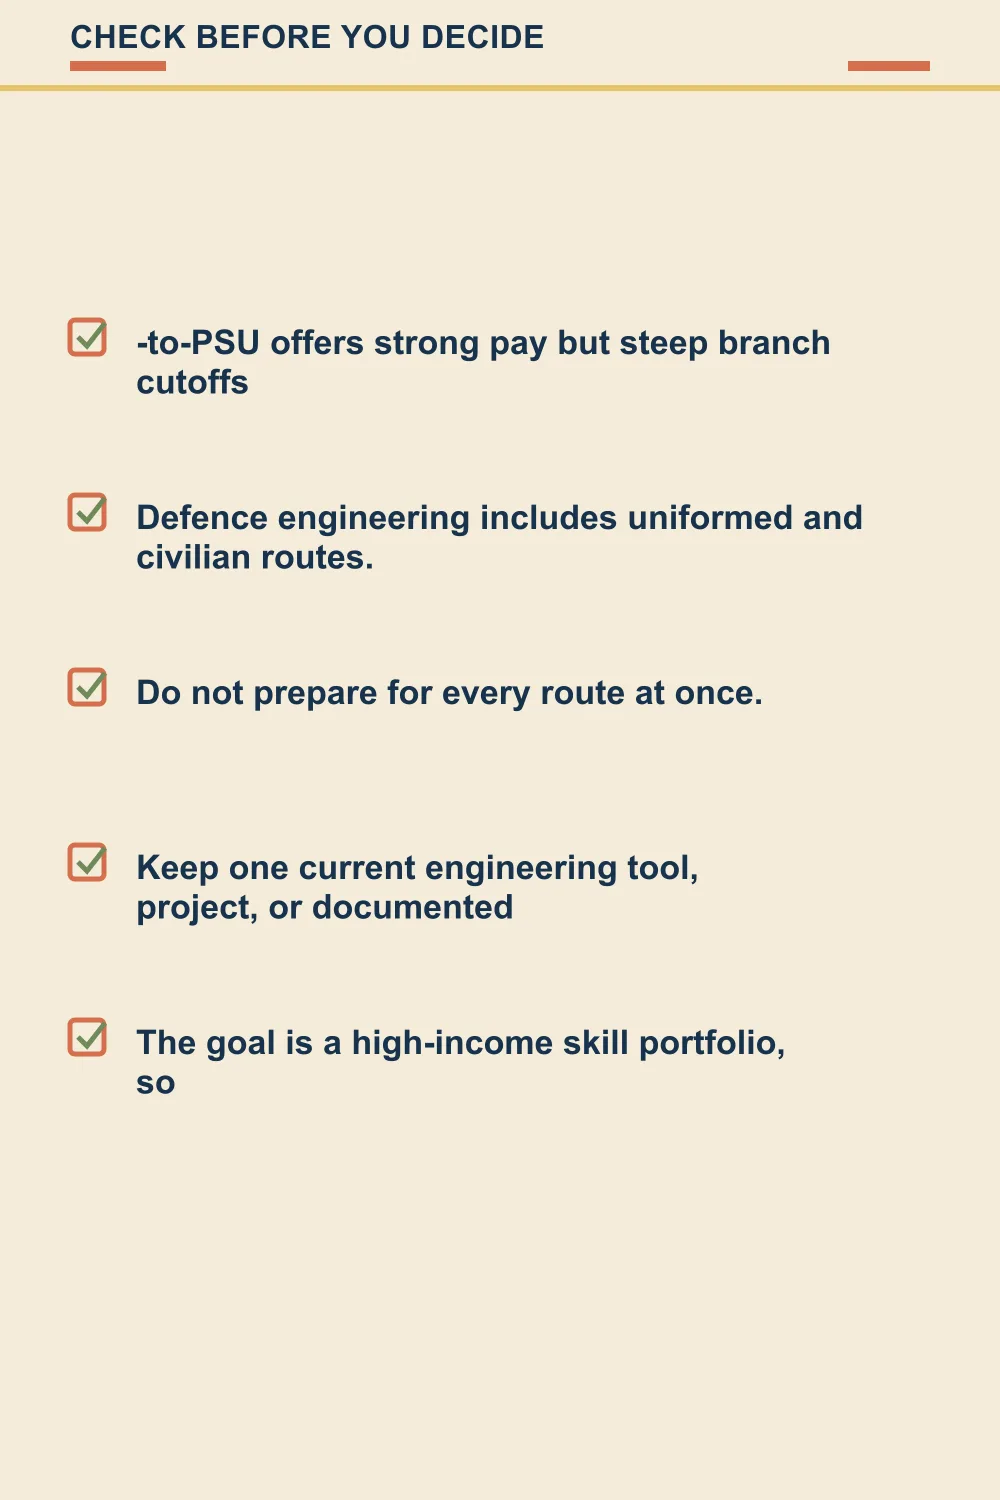 CHECK BEFORE YOU DECIDE
-to-PSU offers strong pay but steep branch
cutoffs
Defence engineering includes uniformed and
civilian routes.
Do not prepare for every route at once.
Keep one current engineering tool,
project, or documented
The goal is a high-income skill portfolio,
so